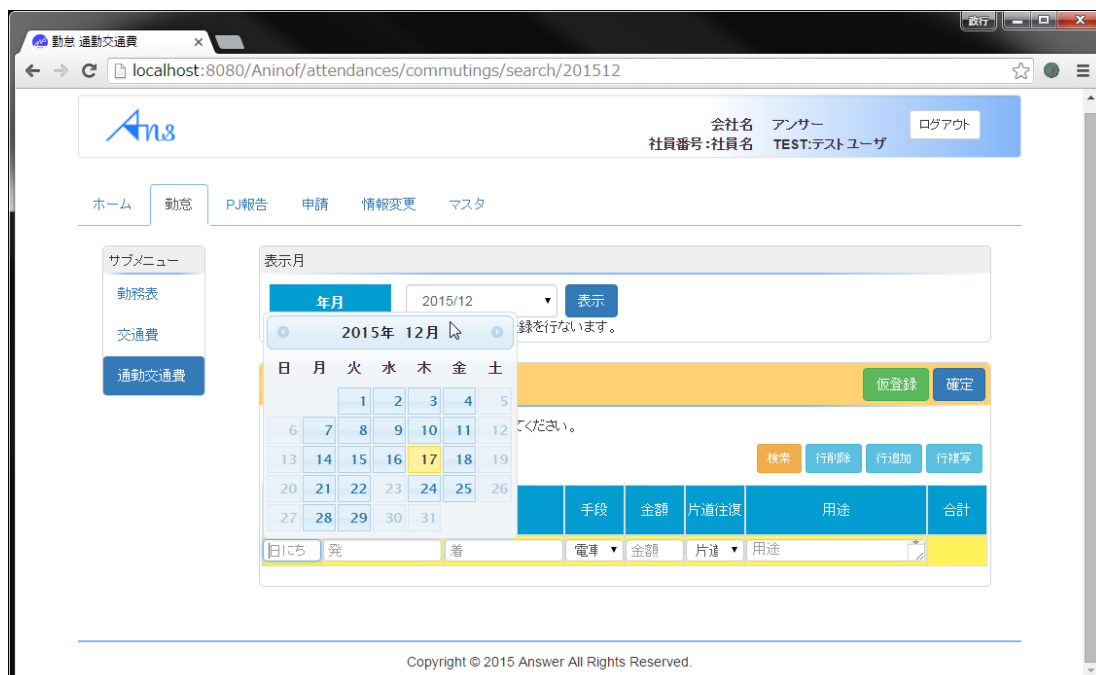 政行
勤怠 通勤交通費
localhost:8080/Aninof/attendances/commutings/search/201512
Ans
会社名 アンサー
社員番号:社員名 TEST:テストユーザ
ログアウト
ホーム 勤怠 PJ報告 申請 情報変更 マスタ
サブメニュー
勤務表
交通費
通勤交通費
表示月
年月 2015/12 表示
録を行ないます。
2015年 12月
日 月 火 水 木 金 土
1 2 3 4 5
6 7 8 9 10 11 12
13 14 15 16 17 18 19
20 21 22 23 24 25 26
27 28 29 30 31
仮登録 確定
てください。
検索 行削除 行追加 行複写
手段 金額 片道往復 用途 合計
日にち 発 着 電車 金額 片道 用途
Copyright © 2015 Answer All Rights Reserved.